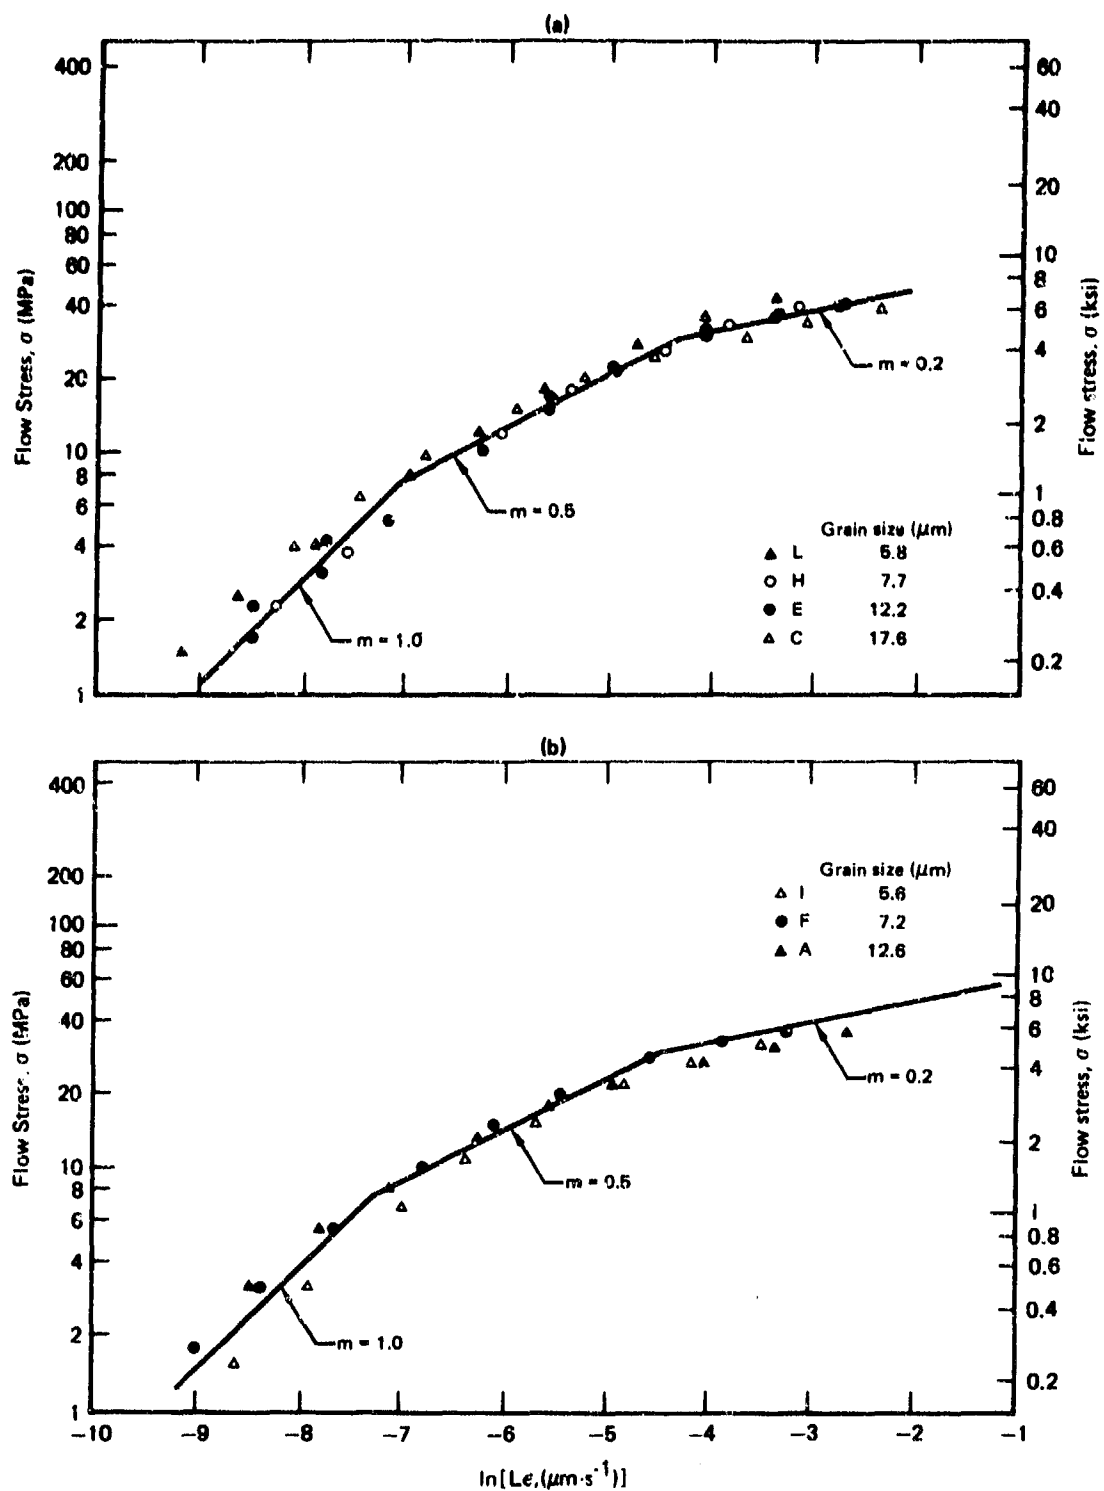 (a)
400
200
100
80
60
40
20
10
8
6
4
2
1
Flow Stress, σ (MPa)
60
40
20
10
8
6
4
2
1
0.8
0.6
0.4
0.2
Flow stress, σ (ksi)
m = 0.2
m = 0.5
m = 1.0
Grain size (μm)
▲ L 5.8
○ H 7.7
● E 12.2
△ C 17.6
(b)
400
200
100
80
60
40
20
10
8
6
4
2
1
Flow Stress, σ (MPa)
60
40
20
10
8
6
4
2
1
0.8
0.6
0.4
0.2
Flow stress, σ (ksi)
Grain size (μm)
△ I 5.6
● F 7.2
▲ A 12.6
m = 0.2
m = 0.5
m = 1.0
−10 −9 −8 −7 −6 −5 −4 −3 −2 −1
ln[Lė,(μm·s⁻¹)]